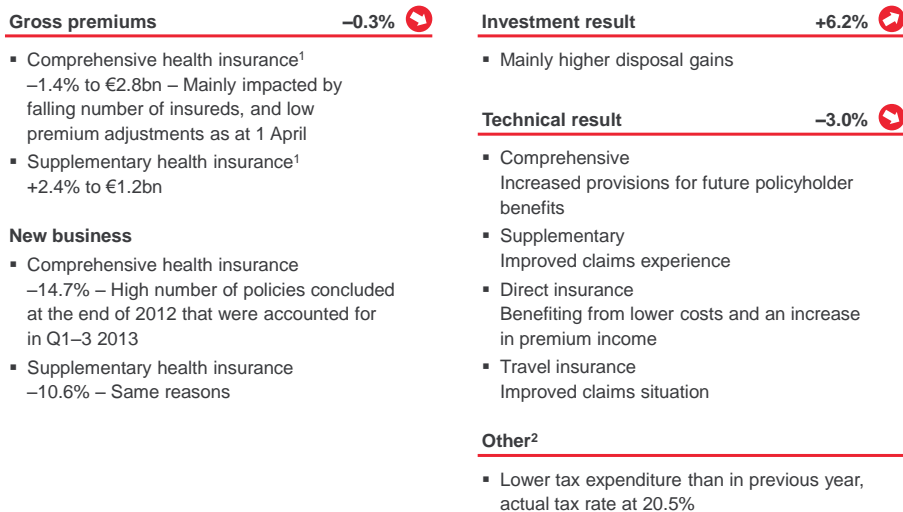 Gross premiums –0.3%
▪ Comprehensive health insurance¹
–1.4% to €2.8bn – Mainly impacted by
falling number of insureds, and low
premium adjustments as at 1 April
▪ Supplementary health insurance¹
+2.4% to €1.2bn
New business
▪ Comprehensive health insurance
–14.7% – High number of policies concluded
at the end of 2012 that were accounted for
in Q1–3 2013
▪ Supplementary health insurance
–10.6% – Same reasons
Investment result +6.2%
▪ Mainly higher disposal gains
Technical result –3.0%
▪ Comprehensive
Increased provisions for future policyholder
benefits
▪ Supplementary
Improved claims experience
▪ Direct insurance
Benefiting from lower costs and an increase
in premium income
▪ Travel insurance
Improved claims situation
Other²
▪ Lower tax expenditure than in previous year,
actual tax rate at 20.5%